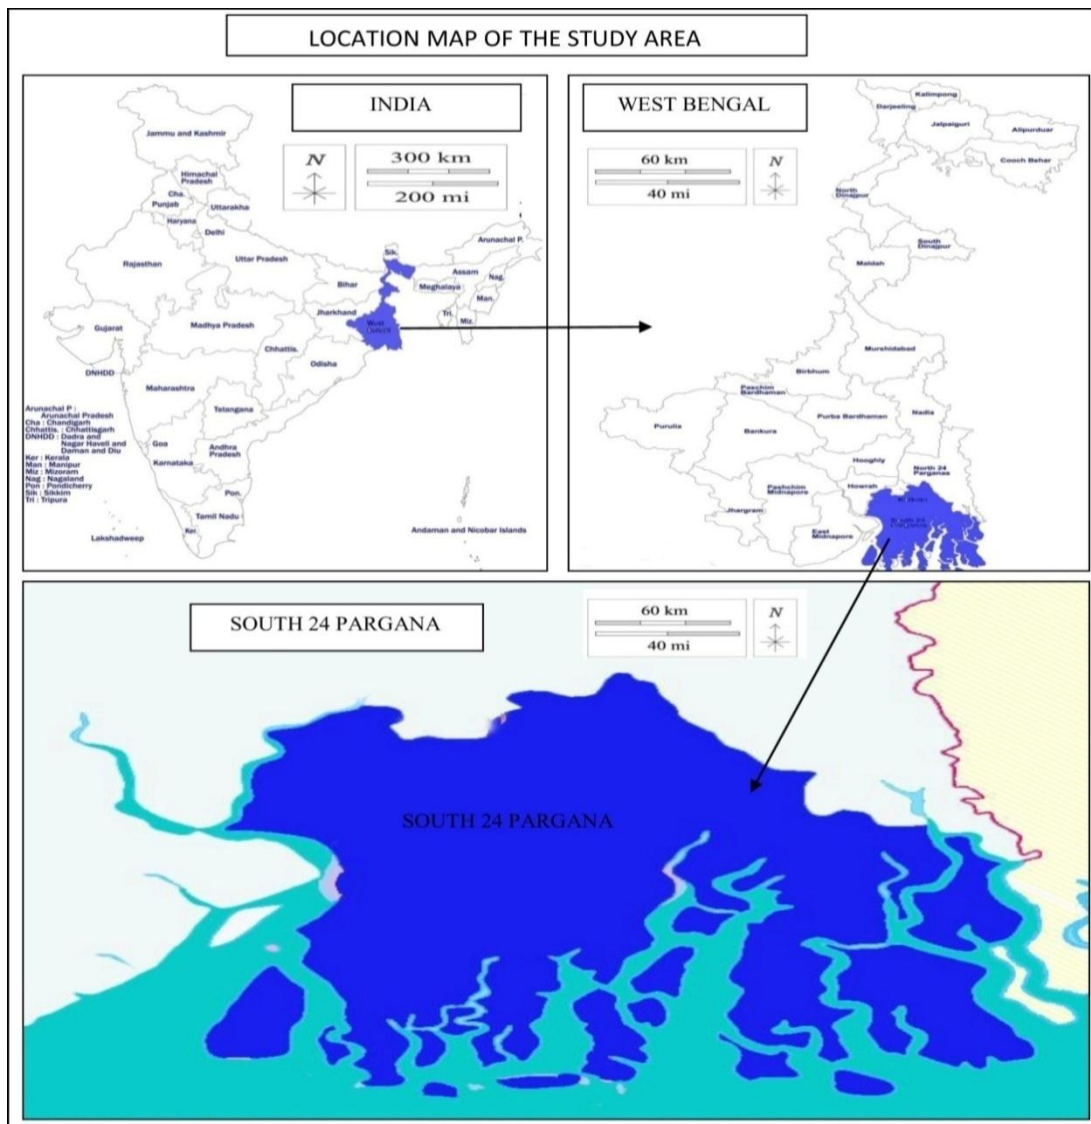 LOCATION MAP OF THE STUDY AREA
INDIA
N
300 km
200 mi
Jammu and Kashmir
Himachal
Pradesh
Cha.
Punjab
Uttarakha
Haryana
Delhi
Rajasthan
Uttar Pradesh
Sik.
Arunachal P.
Assam
Nag.
Bihar
Meghalaya
Man.
Jharkhand
Tri.
Miz.
West
Gujarat
Madhya Pradesh
Chhattis.
Odisha
DNHDD
Maharashtra
Telangana
Goa
Andhra
Pradesh
Karnataka
Pon.
Tamil Nadu
Ker.
Lakshadweep
Andaman and Nicobar Islands
Arunachal P :
Arunachal Pradesh
Cha : Chandigarh
Chhattis. : Chhattisgarh
DNHDD : Dadra and
Nagar Haveli and
Daman and Diu
Ker : Kerala
Man : Manipur
Miz : Mizoram
Nag : Nagaland
Pon : Pondicherry
Sik : Sikkim
Tri : Tripura
WEST BENGAL
60 km
40 mi
N
Kalimpong
Darjeeling
Jalpaiguri
Alipurduar
Cooch Behar
North
Dinajpur
South
Dinajpur
Maldah
Murshidabad
Birbhum
Paschim
Bardhaman
Purba Bardhaman
Nadia
Purulia
Bankura
Hooghly
North 24
Parganas
Howrah
Pashchim
Midnapore
Jhargram
East
Midnapore
South 24
SOUTH 24 PARGANA
60 km
40 mi
N
SOUTH 24 PARGANA